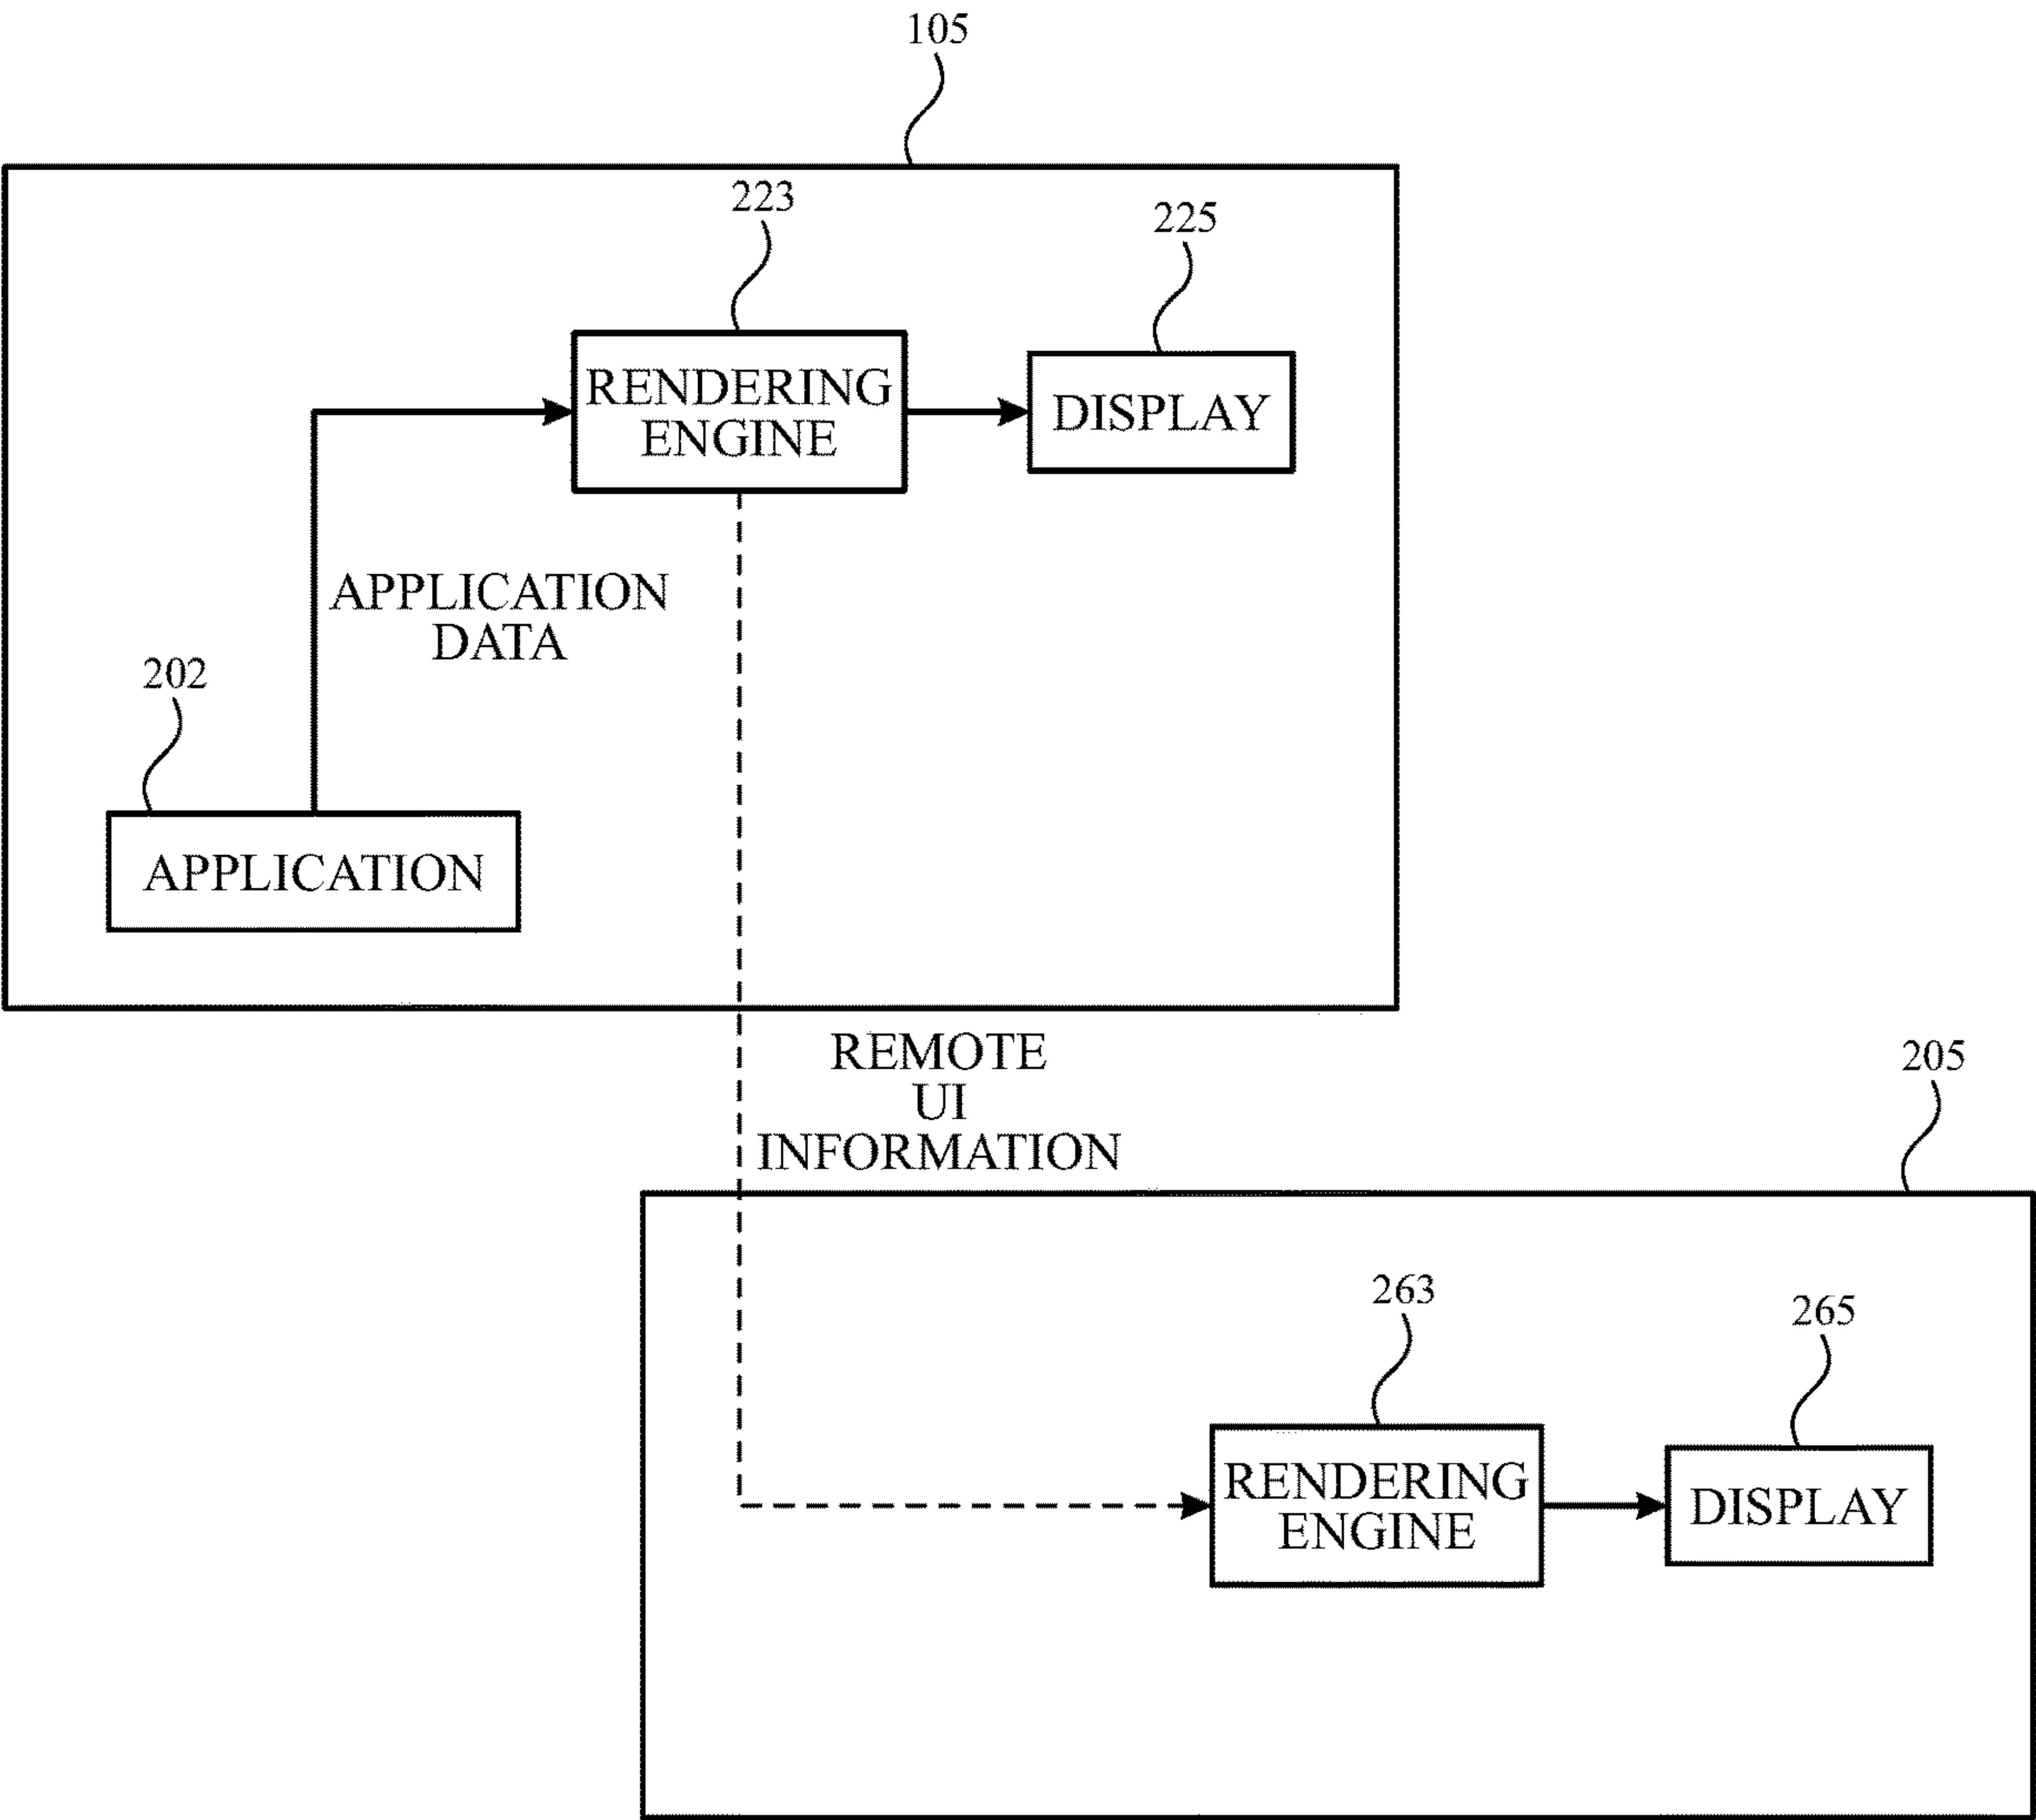 105
223
225
RENDERING
ENGINE
DISPLAY
APPLICATION
DATA
202
APPLICATION
REMOTE
UI
INFORMATION
205
263
265
RENDERING
ENGINE
DISPLAY